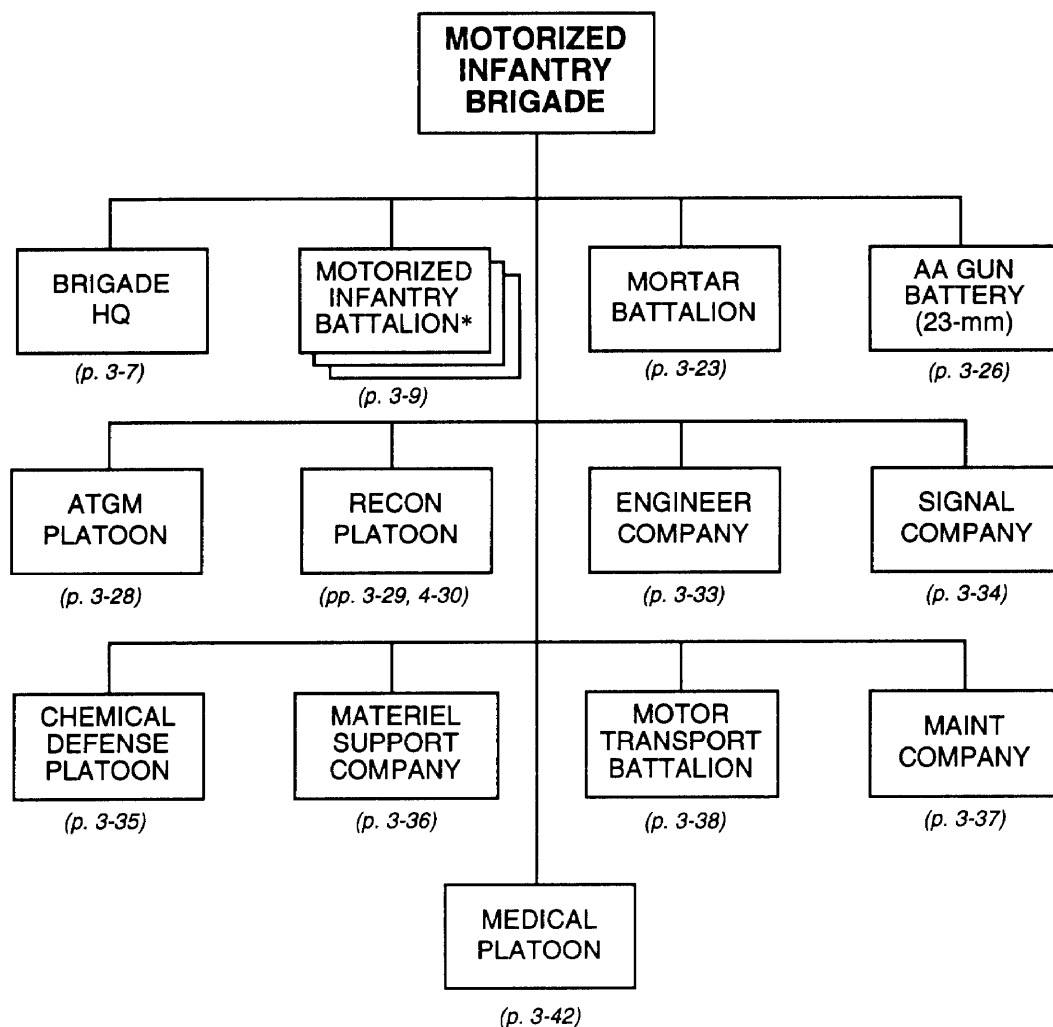 MOTORIZED
INFANTRY
BRIGADE
BRIGADE
HQ
(p. 3-7)
MOTORIZED
INFANTRY
BATTALION*
(p. 3-9)
MORTAR
BATTALION
(p. 3-23)
AA GUN
BATTERY
(23-mm)
(p. 3-26)
ATGM
PLATOON
(p. 3-28)
RECON
PLATOON
(pp. 3-29, 4-30)
ENGINEER
COMPANY
(p. 3-33)
SIGNAL
COMPANY
(p. 3-34)
CHEMICAL
DEFENSE
PLATOON
(p. 3-35)
MATERIEL
SUPPORT
COMPANY
(p. 3-36)
MOTOR
TRANSPORT
BATTALION
(p. 3-38)
MAINT
COMPANY
(p. 3-37)
MEDICAL
PLATOON
(p. 3-42)